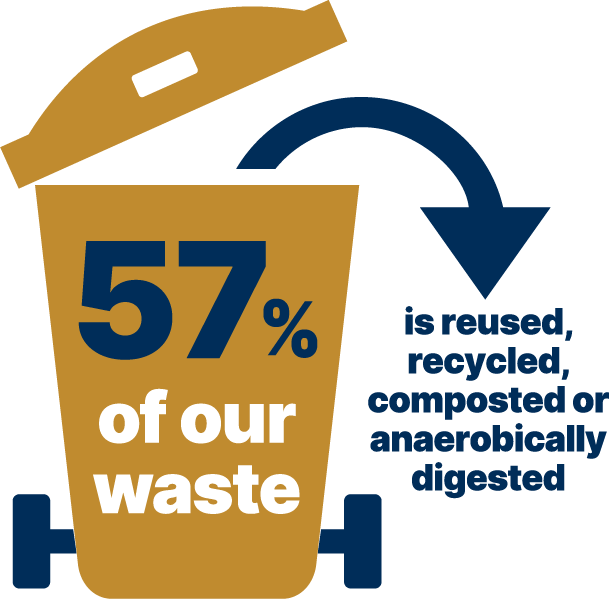 57%
of our
waste
is reused,
recycled,
composted or
anaerobically
digested